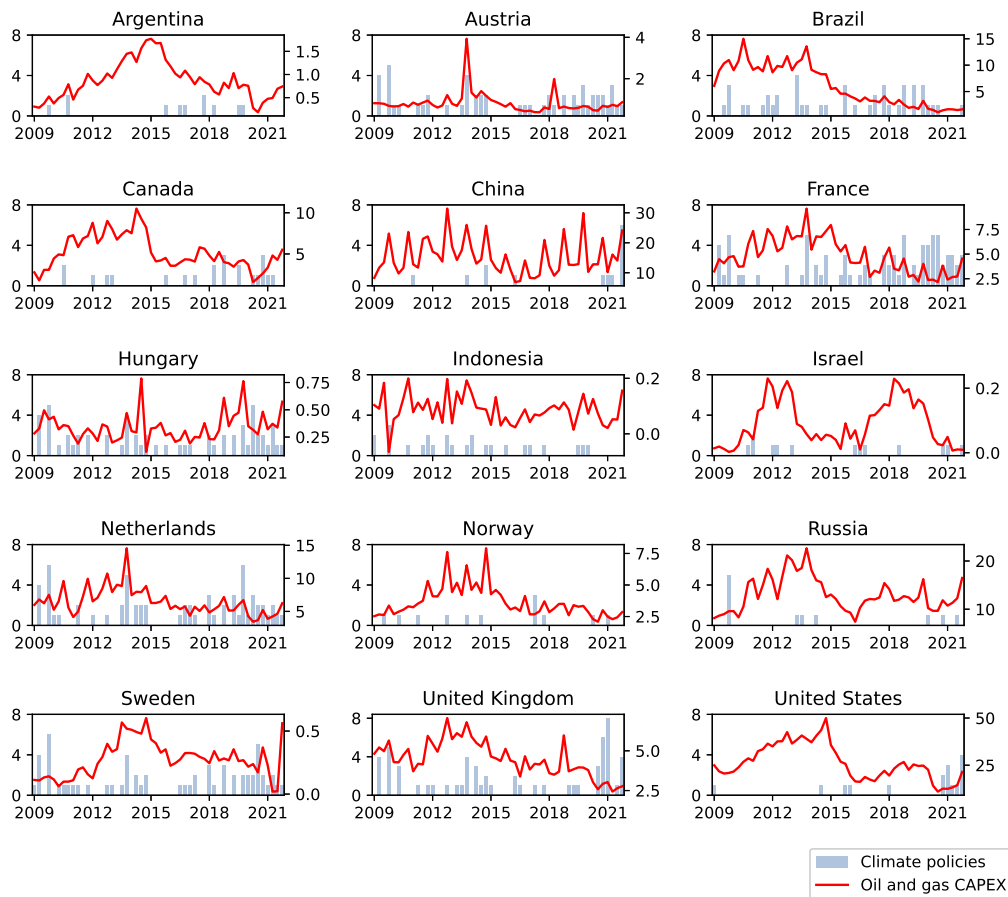 Argentina Austria Brazil
8 4 0 1.5 1.0 0.5 8 4 0 4 2 8 4 0 15 10 5
2009 2012 2015 2018 2021 2009 2012 2015 2018 2021 2009 2012 2015 2018 2021
Canada China France
8 4 0 10 5 8 4 0 30 20 10 8 4 0 7.5 5.0 2.5
2009 2012 2015 2018 2021 2009 2012 2015 2018 2021 2009 2012 2015 2018 2021
Hungary Indonesia Israel
8 4 0 0.75 0.50 0.25 8 4 0 0.2 0.0 8 4 0 0.2 0.0
2009 2012 2015 2018 2021 2009 2012 2015 2018 2021 2009 2012 2015 2018 2021
Netherlands Norway Russia
8 4 0 15 10 5 8 4 0 7.5 5.0 2.5 8 4 0 20 10
2009 2012 2015 2018 2021 2009 2012 2015 2018 2021 2009 2012 2015 2018 2021
Sweden United Kingdom United States
8 4 0 0.5 0.0 8 4 0 5.0 2.5 8 4 0 50 25
2009 2012 2015 2018 2021 2009 2012 2015 2018 2021 2009 2012 2015 2018 2021
Climate policies
Oil and gas CAPEX